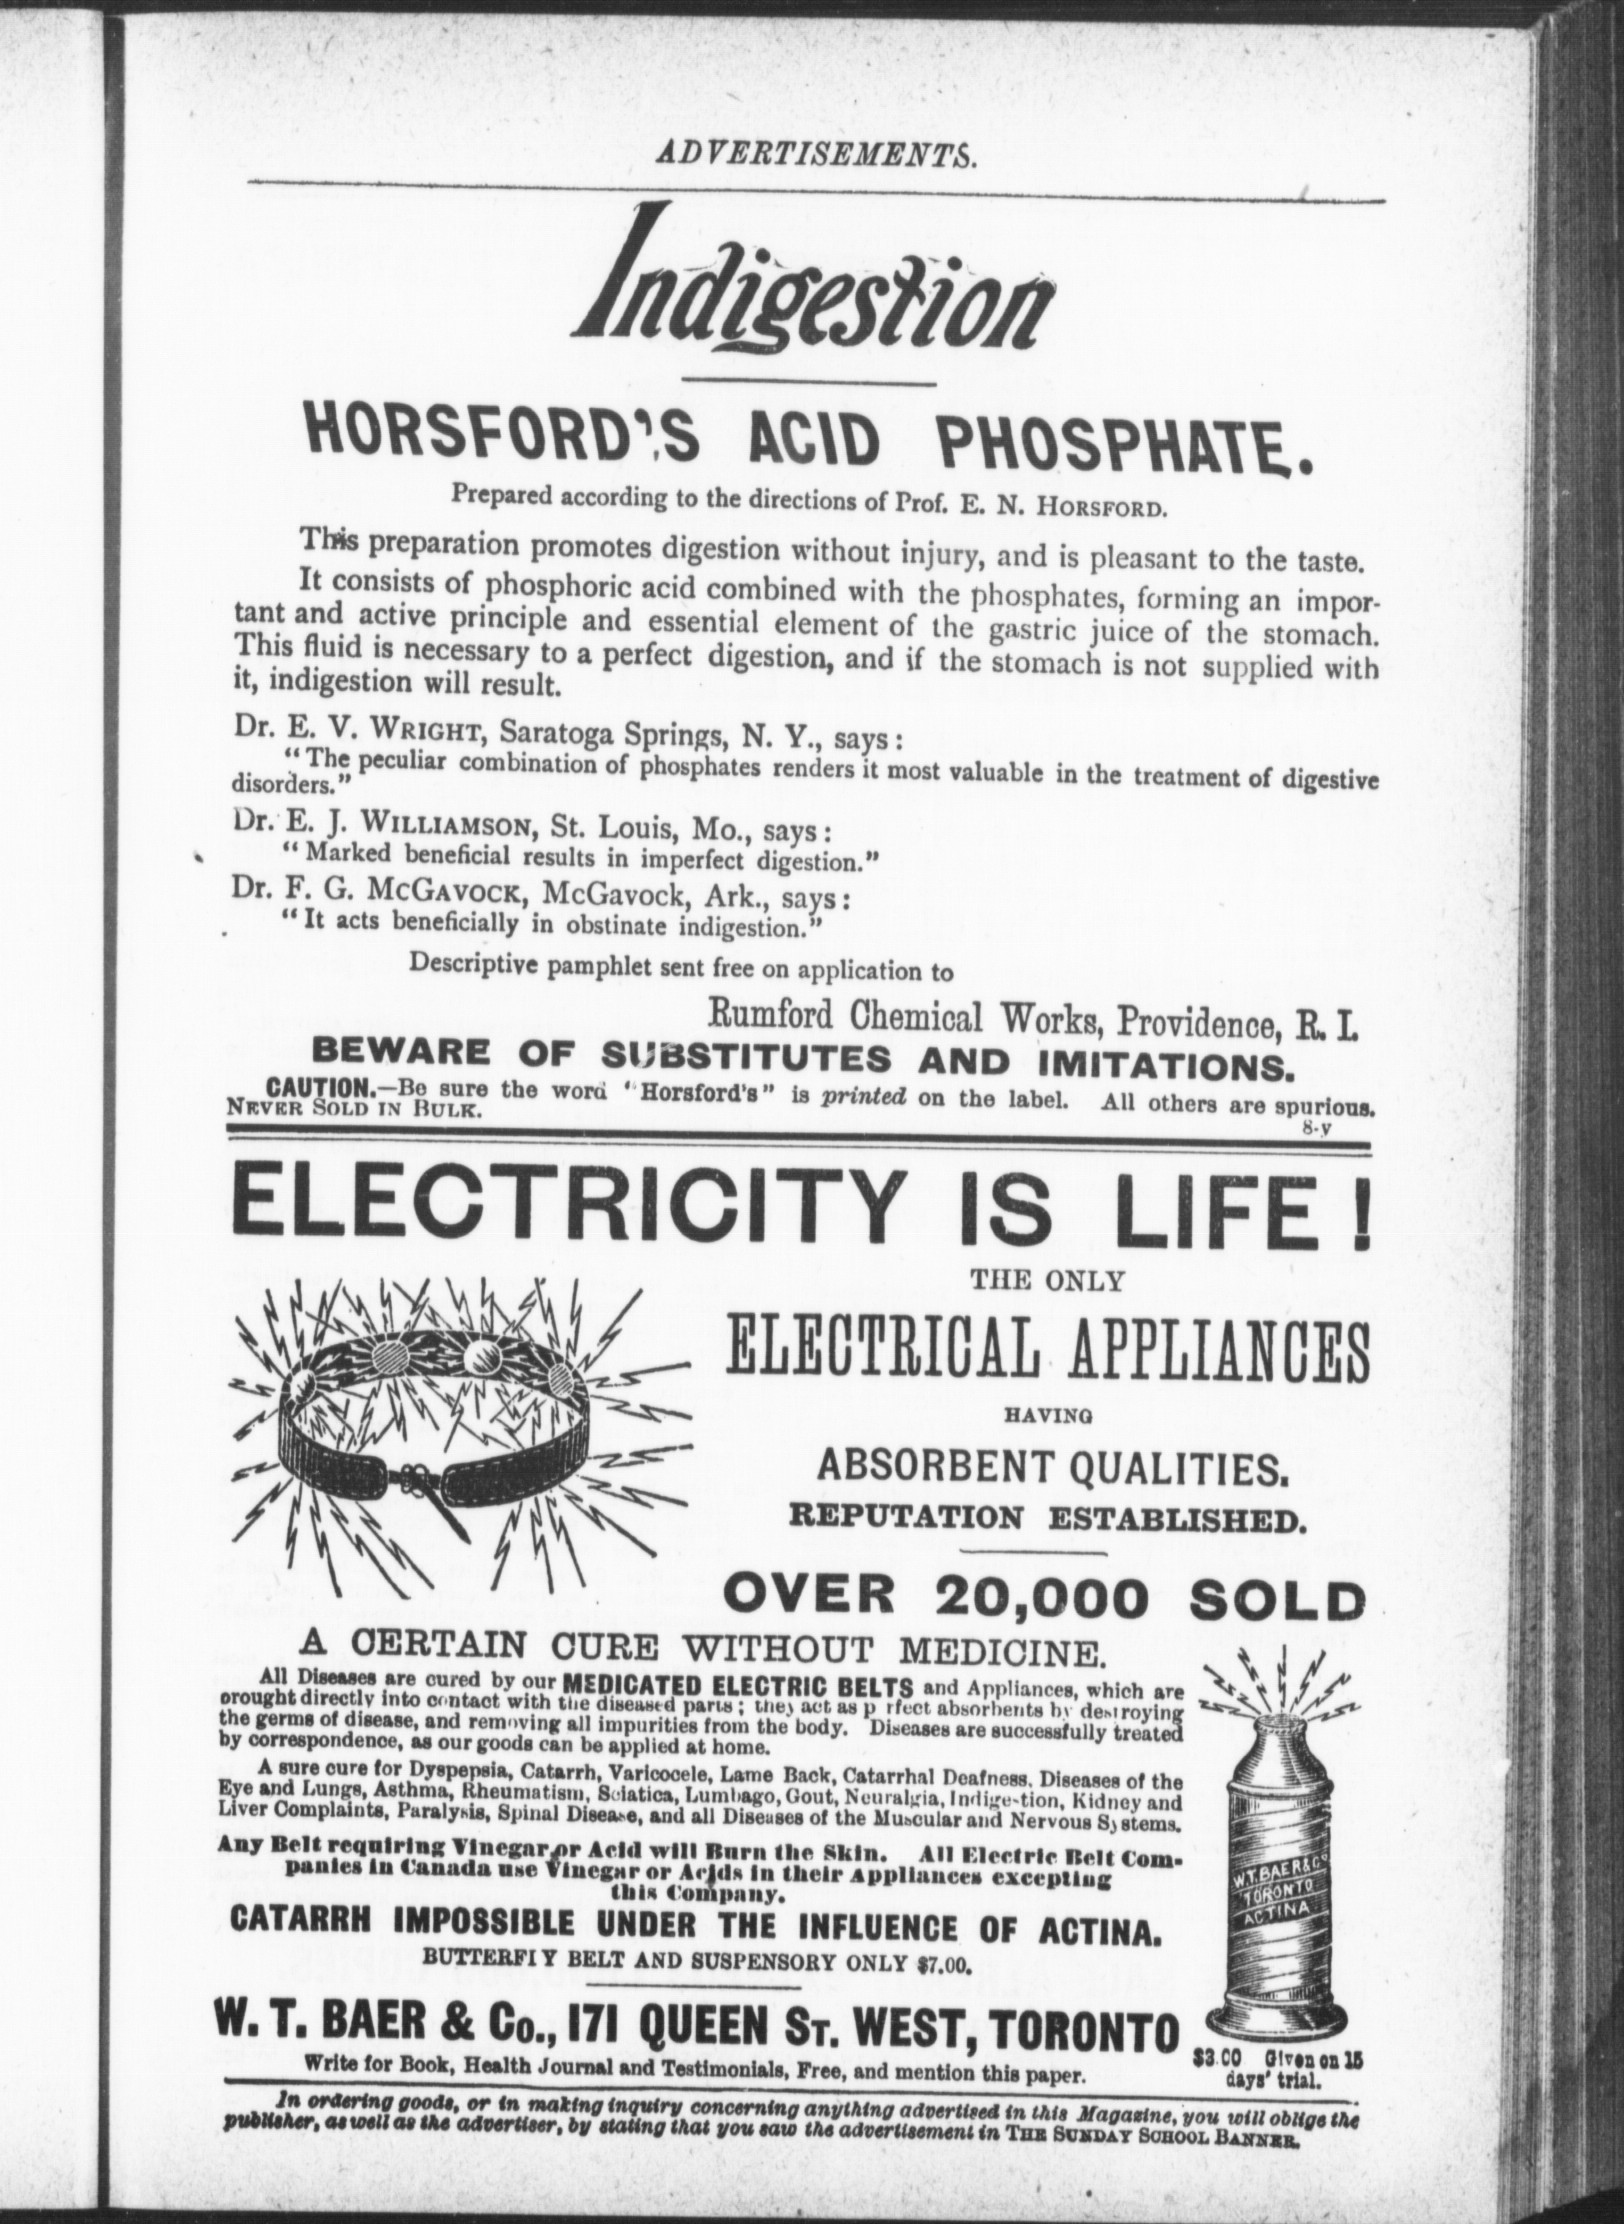 ADVERTISEMENTS.
Indigestion
HORSFORD'S ACID PHOSPHATE.
Prepared according to the directions of Prof. E. N. HORSFORD.
This preparation promotes digestion without injury, and is pleasant to the taste.
It consists of phosphoric acid combined with the phosphates, forming an impor-
tant and active principle and essential element of the gastric juice of the stomach.
This fluid is necessary to a perfect digestion, and if the stomach is not supplied with
it, indigestion will result.
Dr. E. V. WRIGHT, Saratoga Springs, N. Y., says:
"The peculiar combination of phosphates renders it most valuable in the treatment of digestive
disorders."
Dr. E. J. WILLIAMSON, St. Louis, Mo., says:
"Marked beneficial results in imperfect digestion."
Dr. F. G. MCGAVOCK, McGavock, Ark., says:
"It acts beneficially in obstinate indigestion."
Descriptive pamphlet sent free on application to
Rumford Chemical Works, Providence, R. I.
BEWARE OF SUBSTITUTES AND IMITATIONS.
CAUTION.—Be sure the word "Horsford's" is printed on the label. All others are spurious.
NEVER SOLD IN BULK.
8-y
ELECTRICITY IS LIFE!
THE ONLY
ELECTRICAL APPLIANCES
HAVING
ABSORBENT QUALITIES.
REPUTATION ESTABLISHED.
OVER 20,000 SOLD
A CERTAIN CURE WITHOUT MEDICINE.
All Diseases are cured by our MEDICATED ELECTRIC BELTS and Appliances, which are
brought directly into contact with the diseased parts; they act as p rfect absorbents by destroying
the germs of disease, and removing all impurities from the body. Diseases are successfully treated
by correspondence, as our goods can be applied at home.
A sure cure for Dyspepsia, Catarrh, Varicocele, Lame Back, Catarrhal Deafness, Diseases of the
Eye and Lungs, Asthma, Rheumatism, Sciatica, Lumbago, Gout, Neuralgia, Indige-tion, Kidney and
Liver Complaints, Paralysis, Spinal Disease, and all Diseases of the Muscular and Nervous Systems.
Any Belt requiring Vinegar or Acid will Burn the Skin. All Electric Belt Com-
panies in Canada use Vinegar or Acids in their Appliances excepting
this Company.
CATARRH IMPOSSIBLE UNDER THE INFLUENCE OF ACTINA.
BUTTERFLY BELT AND SUSPENSORY ONLY $7.00.
W. T. BAER & Co., 171 QUEEN ST. WEST, TORONTO
Write for Book, Health Journal and Testimonials, Free, and mention this paper.
W.T. BAER & Co
TORONTO
ACTINA
$3.00 Given on 15
days' trial.
In ordering goods, or in making inquiry concerning anything advertised in this Magazine, you will oblige the
publisher, as well as the advertiser, by stating that you saw the advertisement in THE SUNDAY SCHOOL BANNER.